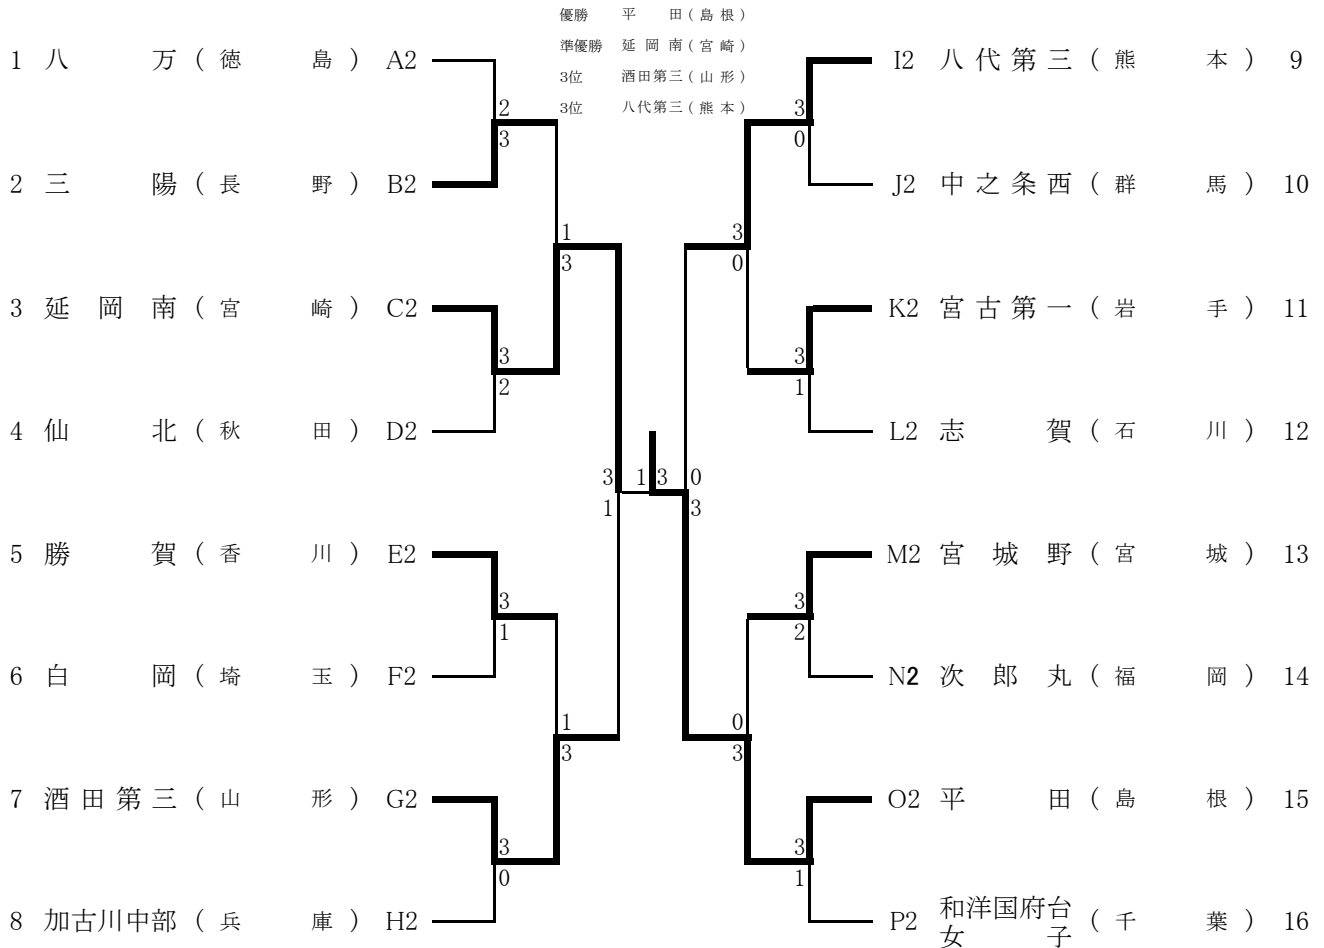 優勝 平 田 ( 島 根 )
準優勝 延 岡 南 ( 宮 崎 )
3位 酒田第三 ( 山 形 )
3位 八代第三 ( 熊 本 )
1 八 万 ( 徳 島 ) A2
2 三 陽 ( 長 野 ) B2
3 延 岡 南 ( 宮 崎 ) C2
4 仙 北 ( 秋 田 ) D2
5 勝 賀 ( 香 川 ) E2
6 白 岡 ( 埼 玉 ) F2
7 酒 田 第 三 ( 山 形 ) G2
8 加古川中部 ( 兵 庫 ) H2
2
3
1
3
3
2
3
1
3
1
1
3
3
0
1 3
0
3
3
0
3
0
3
1
3
2
0
3
3
1
I2 八 代 第 三 ( 熊 本 ) 9
J2 中 之 条 西 ( 群 馬 ) 10
K2 宮 古 第 一 ( 岩 手 ) 11
L2 志 賀 ( 石 川 ) 12
M2 宮 城 野 ( 宮 城 ) 13
N2 次 郎 丸 ( 福 岡 ) 14
O2 平 田 ( 島 根 ) 15
P2 和洋国府台
女 子 ( 千 葉 ) 16